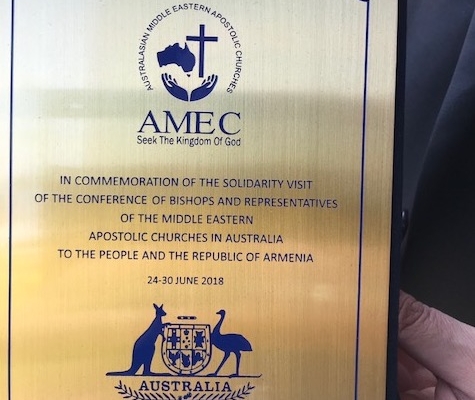 AUSTRALASIAN MIDDLE EASTERN APOSTOLIC CHURCHES
AMEC
Seek The Kingdom Of God
IN COMMEMORATION OF THE SOLIDARITY VISIT
OF THE CONFERENCE OF BISHOPS AND REPRESENTATIVES
OF THE MIDDLE EASTERN
APOSTOLIC CHURCHES IN AUSTRALIA
TO THE PEOPLE AND THE REPUBLIC OF ARMENIA
24-30 JUNE 2018
AUSTRALIA